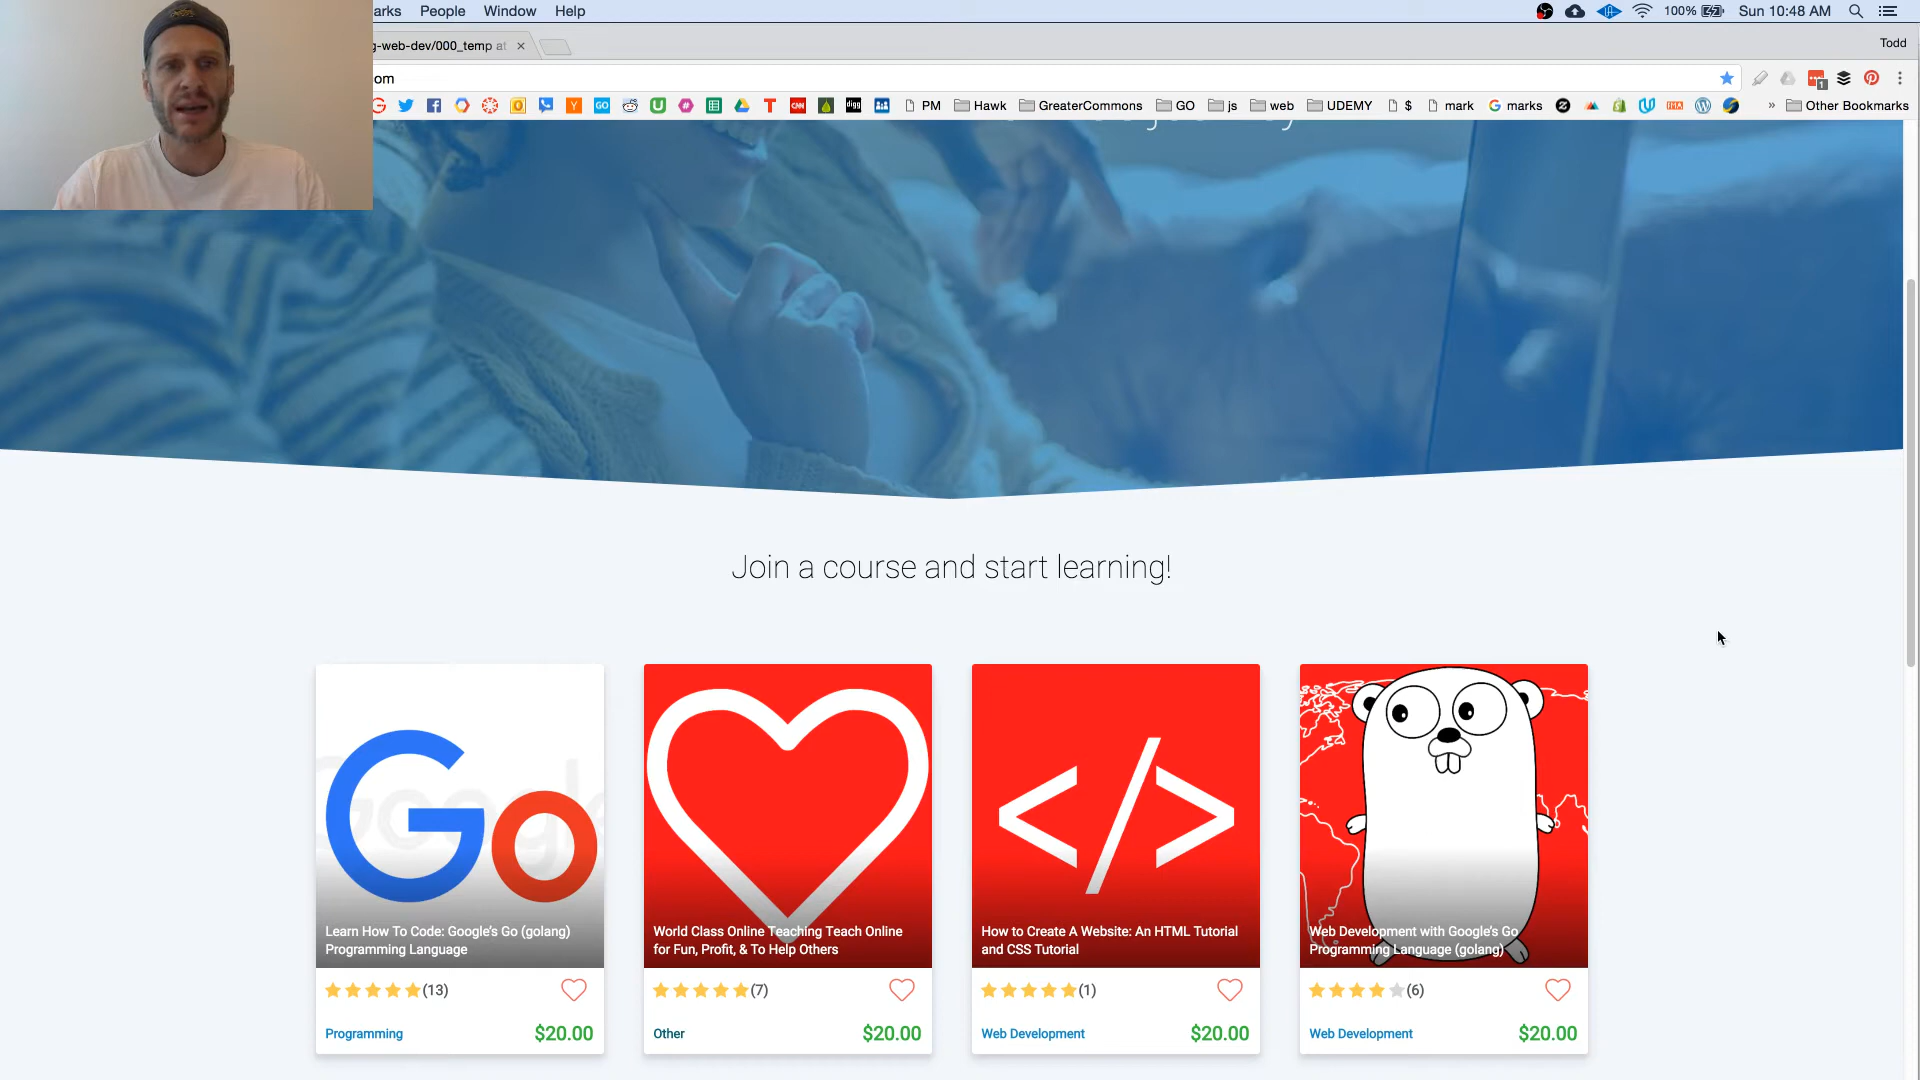 arks People Window Help
100% Sun 10:48 AM
g-web-dev/000_temp at
Todd
om
PM Hawk GreaterCommons GO js web UDEMY $ mark marks » Other Bookmarks
Join a course and start learning!
Go
Learn How To Code: Google's Go (golang)
Programming Language
(13)
Programming $20.00
World Class Online Teaching Teach Online
for Fun, Profit, & To Help Others
(7)
Other $20.00
</>
How to Create A Website: An HTML Tutorial
and CSS Tutorial
(1)
Web Development $20.00
Web Development with Google's Go
Programming Language (golang)
(6)
Web Development $20.00